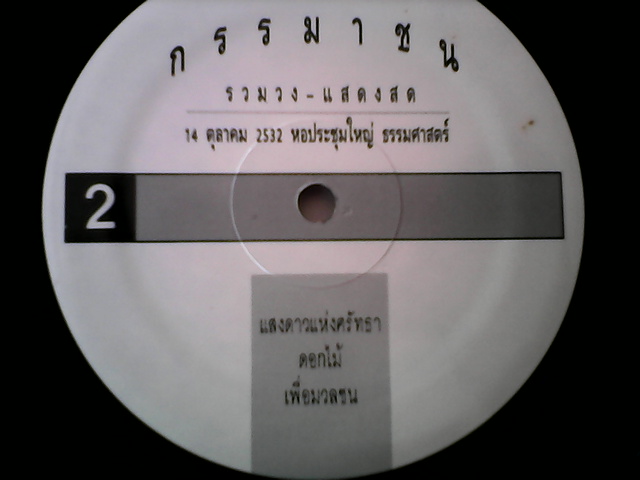 กรรมาชน
รวมวง-แสดงสด
14 ตุลาคม 2532 หอประชุมใหญ่ ธรรมศาสตร์
2
แสงดาวแห่งศรัทธา
ดอกไม้
เพื่อมวลชน